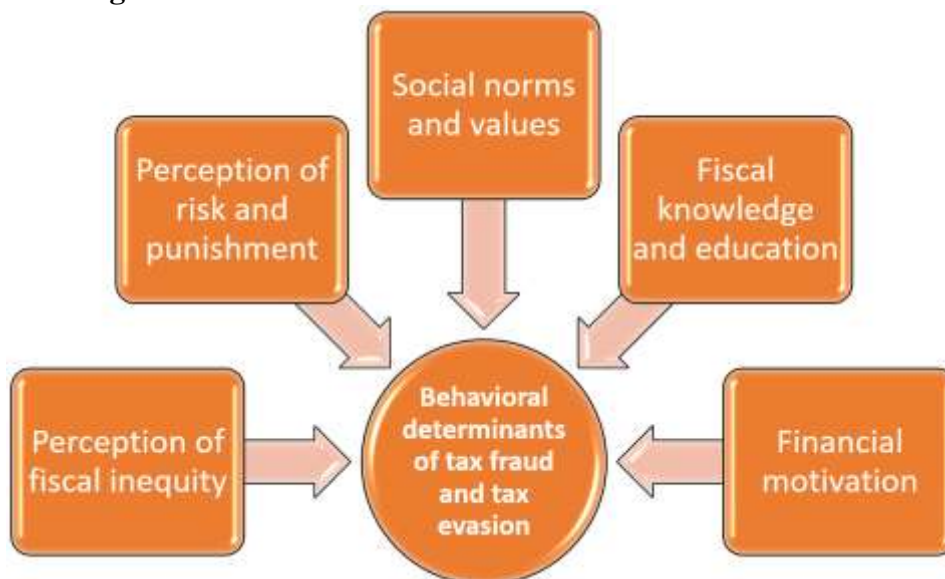 Social norms
and values
Perception of
risk and
punishment
Fiscal
knowledge
and education
Perception of
fiscal inequity
Behavioral
determinants
of tax fraud
and tax
evasion
Financial
motivation